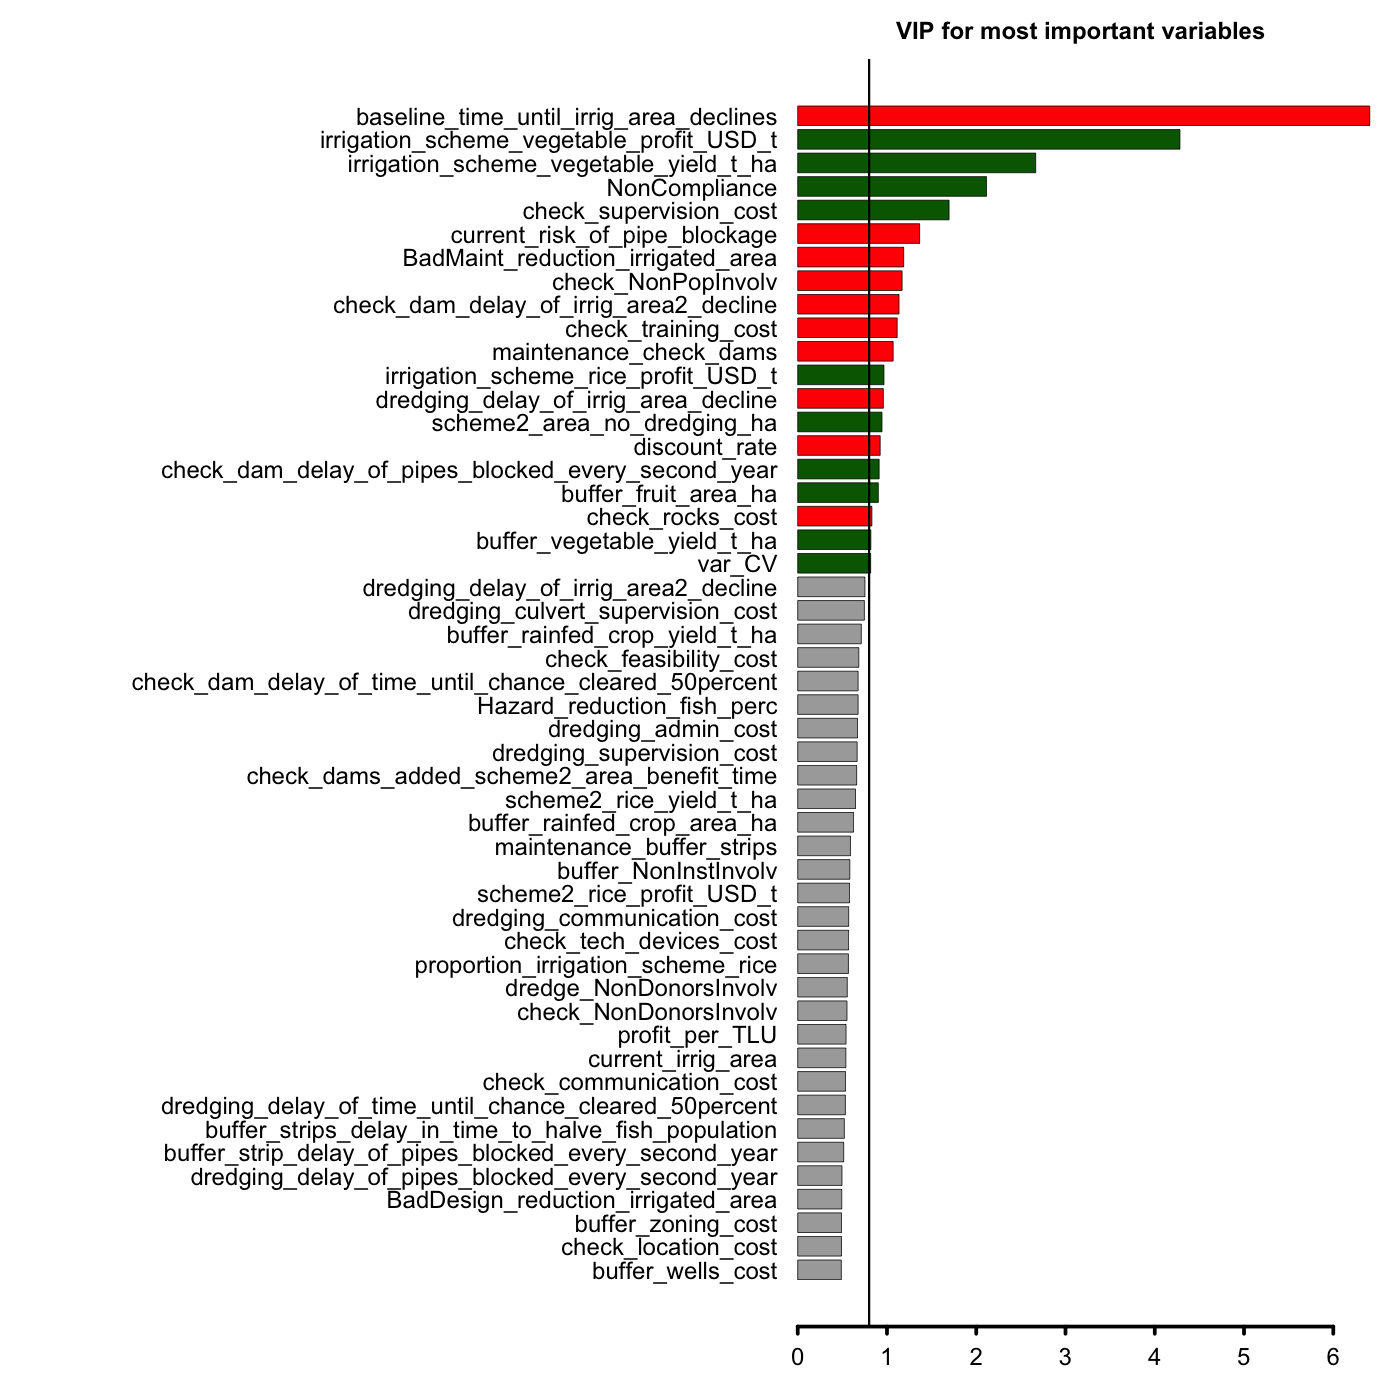 VIP for most important variables
baseline_time_until_irrig_area_declines
irrigation_scheme_vegetable_profit_USD_t
irrigation_scheme_vegetable_yield_t_ha
NonCompliance
check_supervision_cost
current_risk_of_pipe_blockage
BadMaint_reduction_irrigated_area
check_NonPopInvolv
check_dam_delay_of_irrig_area2_decline
check_training_cost
maintenance_check_dams
irrigation_scheme_rice_profit_USD_t
dredging_delay_of_irrig_area_decline
scheme2_area_no_dredging_ha
discount_rate
check_dam_delay_of_pipes_blocked_every_second_year
buffer_fruit_area_ha
check_rocks_cost
buffer_vegetable_yield_t_ha
var_CV
dredging_delay_of_irrig_area2_decline
dredging_culvert_supervision_cost
buffer_rainfed_crop_yield_t_ha
check_feasibility_cost
check_dam_delay_of_time_until_chance_cleared_50percent
Hazard_reduction_fish_perc
dredging_admin_cost
dredging_supervision_cost
check_dams_added_scheme2_area_benefit_time
scheme2_rice_yield_t_ha
buffer_rainfed_crop_area_ha
maintenance_buffer_strips
buffer_NonInstInvolv
scheme2_rice_profit_USD_t
dredging_communication_cost
check_tech_devices_cost
proportion_irrigation_scheme_rice
dredge_NonDonorsInvolv
check_NonDonorsInvolv
profit_per_TLU
current_irrig_area
check_communication_cost
dredging_delay_of_time_until_chance_cleared_50percent
buffer_strips_delay_in_time_to_halve_fish_population
buffer_strip_delay_of_pipes_blocked_every_second_year
dredging_delay_of_pipes_blocked_every_second_year
BadDesign_reduction_irrigated_area
buffer_zoning_cost
check_location_cost
buffer_wells_cost
0 1 2 3 4 5 6